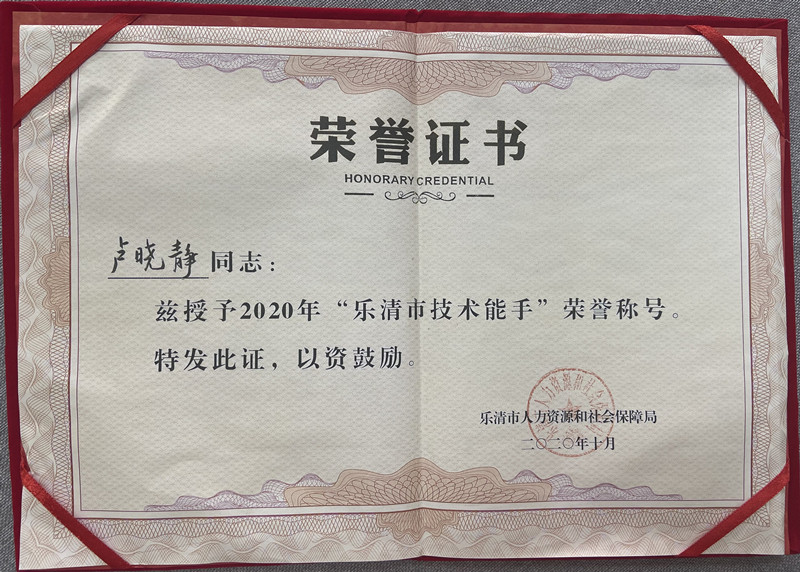 荣誉证书
HONORARY CREDENTIAL
卢晓静同志：
兹授予2020年“乐清市技术能手”荣誉称号。
特发此证，以资鼓励。
乐清市人力资源和社会保障局
二〇二〇年十月